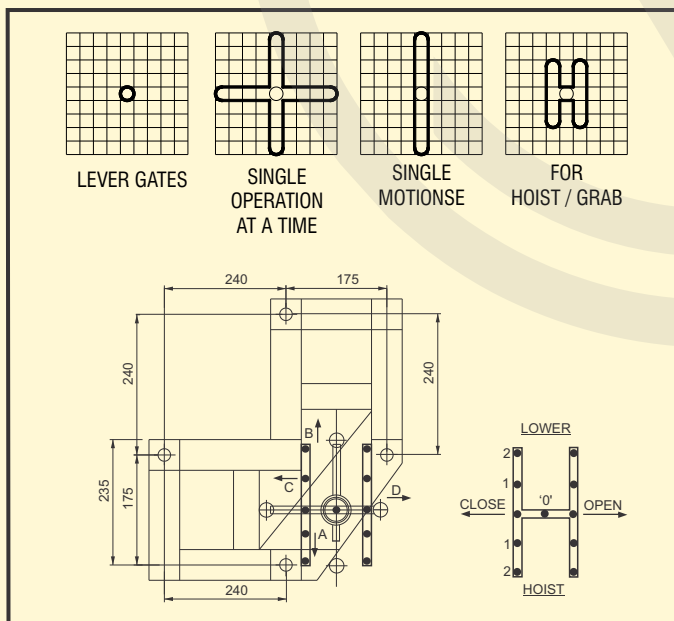 LEVER GATES
SINGLE
OPERATION
AT A TIME
SINGLE
MOTIONSE
FOR
HOIST / GRAB
240
175
240
240
B
C
D
A
235
175
240
LOWER
2
1
CLOSE
'0'
OPEN
1
2
HOIST